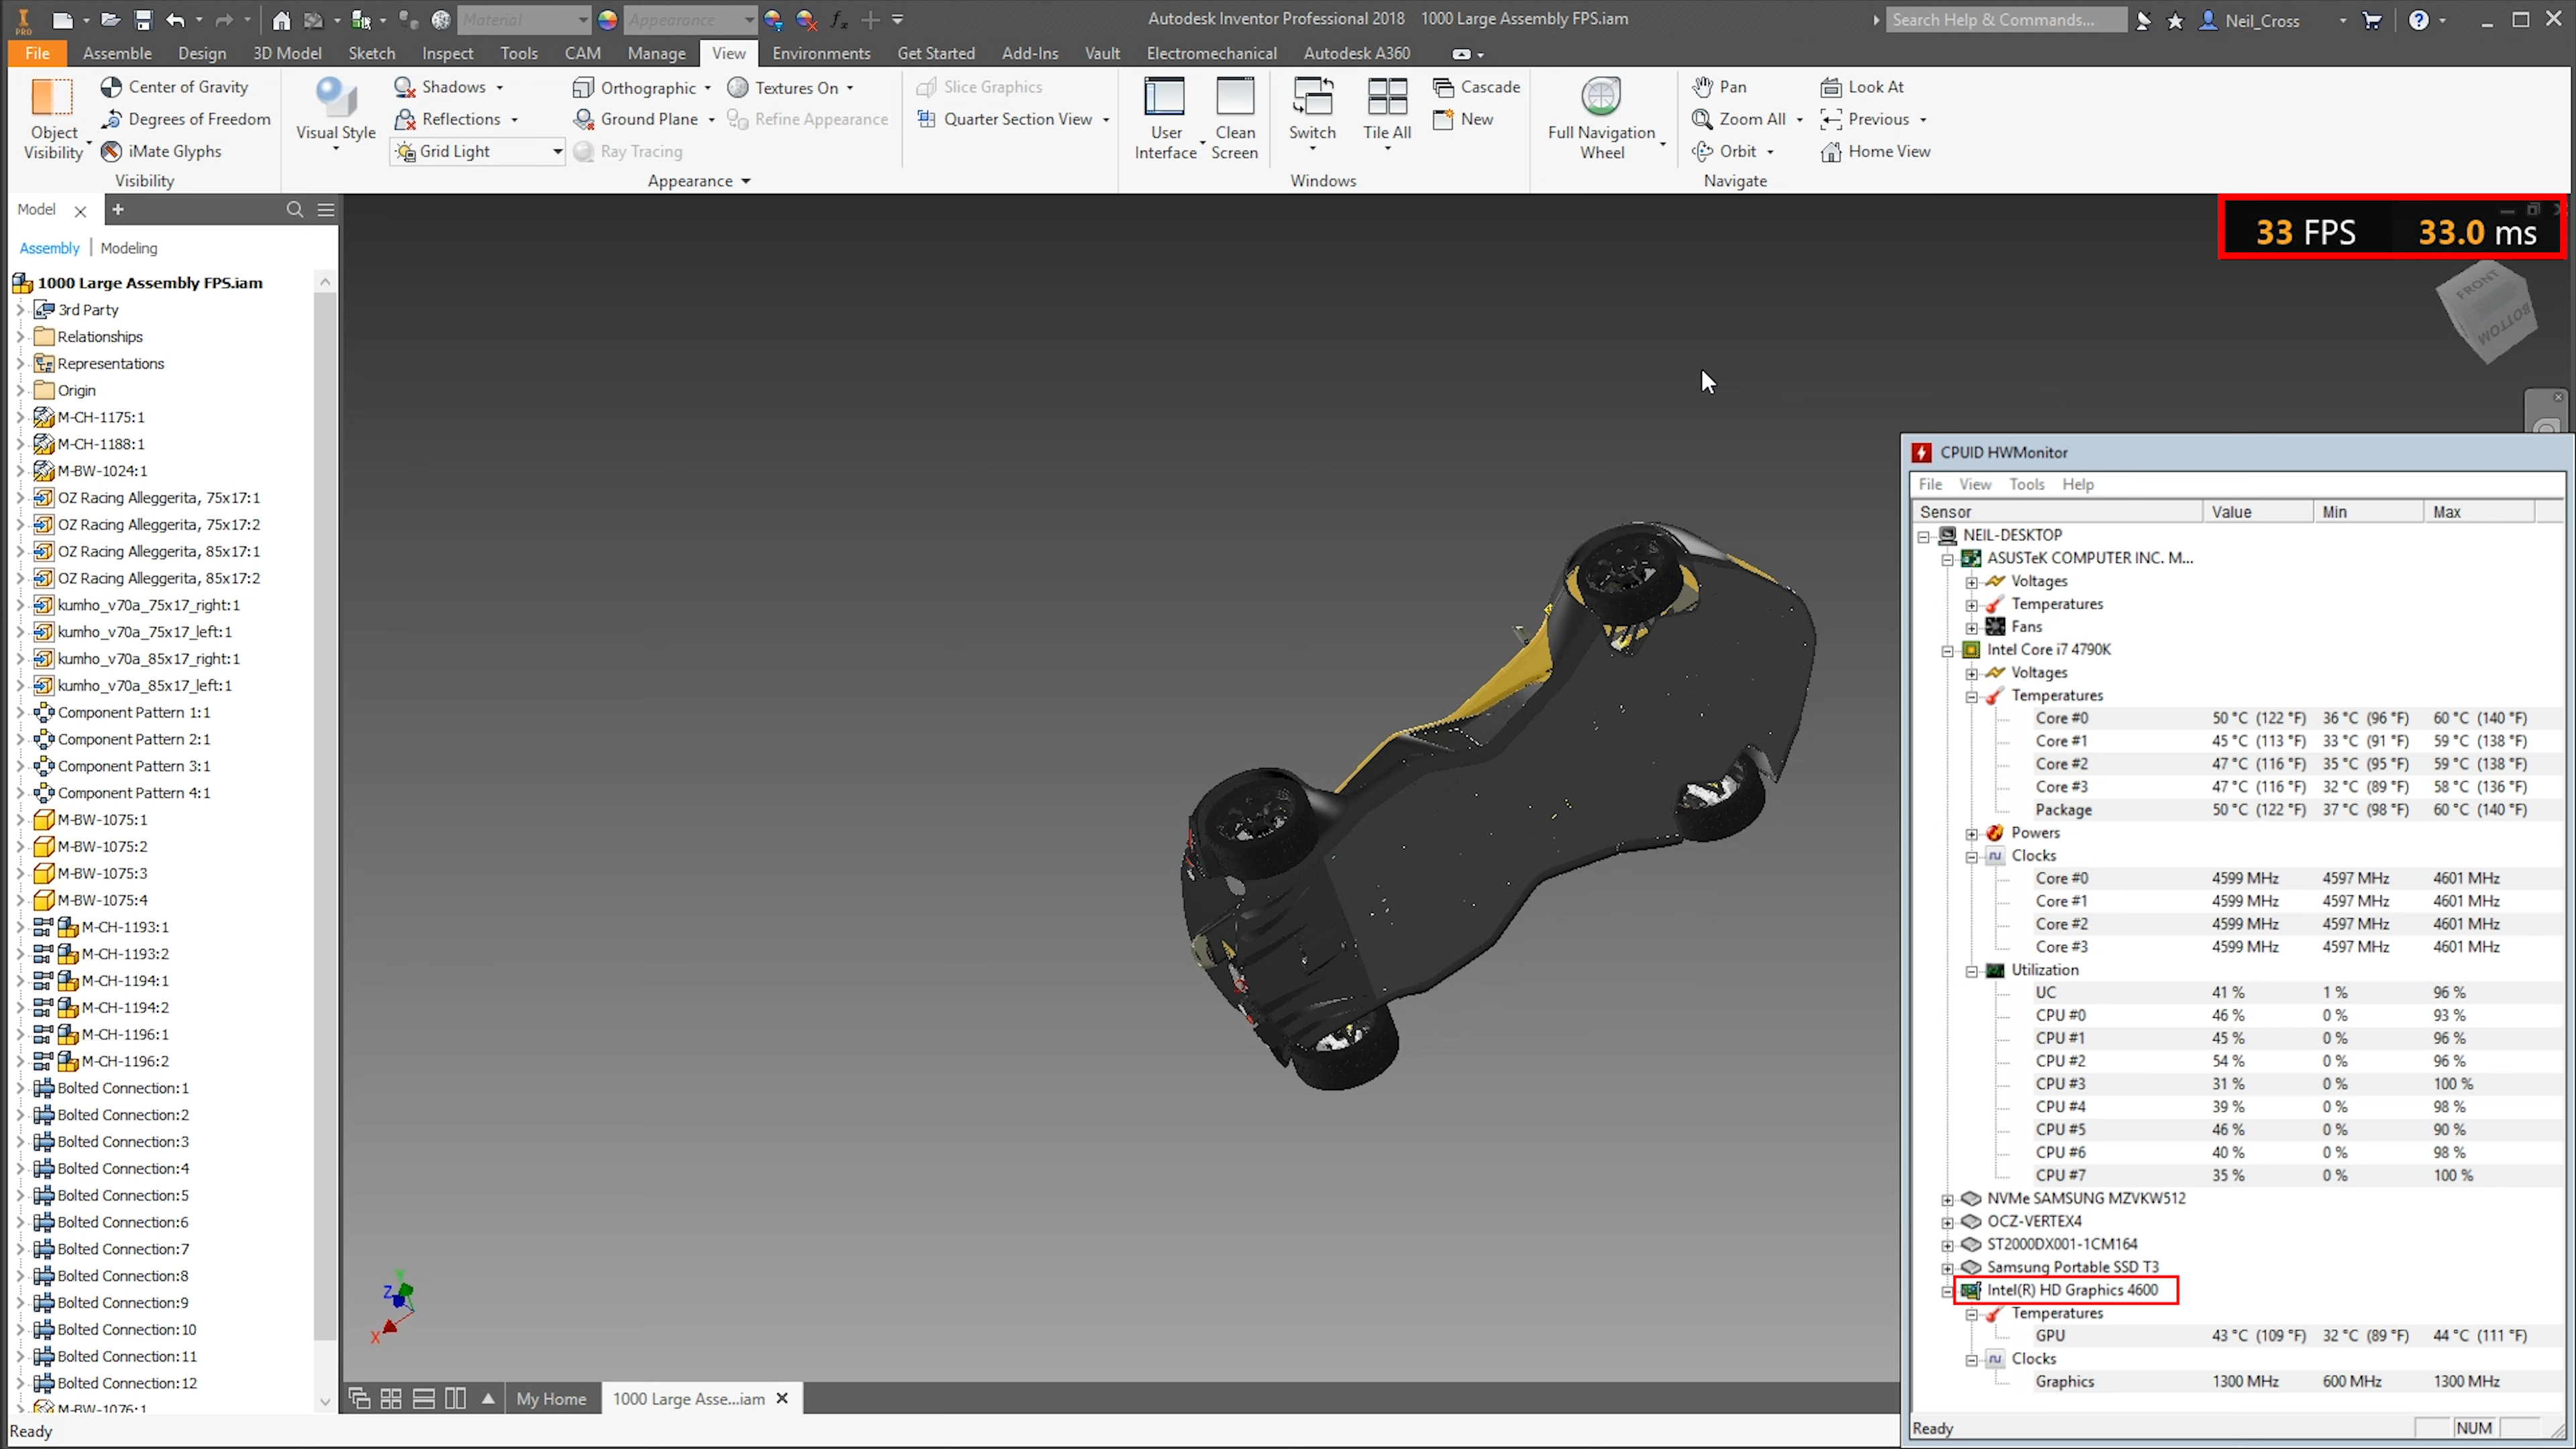 PRO
Material
Appearance
fx
Autodesk Inventor Professional 2018 1000 Large Assembly FPS.iam
Search Help & Commands...
Neil_Cross
File Assemble Design 3D Model Sketch Inspect Tools CAM Manage View Environments Get Started Add-Ins Vault Electromechanical Autodesk A360
Object Visibility
Center of Gravity
Degrees of Freedom
iMate Glyphs
Visibility
Visual Style
Shadows
Reflections
Grid Light
Orthographic
Ground Plane
Ray Tracing
Textures On
Refine Appearance
Appearance
Slice Graphics
Quarter Section View
User Interface
Clean Screen
Switch
Tile All
Cascade
New
Windows
Full Navigation Wheel
Pan
Zoom All
Orbit
Look At
Previous
Home View
Navigate
Model
Assembly | Modeling
1000 Large Assembly FPS.iam
3rd Party
Relationships
Representations
Origin
M-CH-1175:1
M-CH-1188:1
M-BW-1024:1
OZ Racing Alleggerita, 75x17:1
OZ Racing Alleggerita, 75x17:2
OZ Racing Alleggerita, 85x17:1
OZ Racing Alleggerita, 85x17:2
kumho_v70a_75x17_right:1
kumho_v70a_75x17_left:1
kumho_v70a_85x17_right:1
kumho_v70a_85x17_left:1
Component Pattern 1:1
Component Pattern 2:1
Component Pattern 3:1
Component Pattern 4:1
M-BW-1075:1
M-BW-1075:2
M-BW-1075:3
M-BW-1075:4
M-CH-1193:1
M-CH-1193:2
M-CH-1194:1
M-CH-1194:2
M-CH-1196:1
M-CH-1196:2
Bolted Connection:1
Bolted Connection:2
Bolted Connection:3
Bolted Connection:4
Bolted Connection:5
Bolted Connection:6
Bolted Connection:7
Bolted Connection:8
Bolted Connection:9
Bolted Connection:10
Bolted Connection:11
Bolted Connection:12
M-BW-1076:1
Ready
33 FPS 33.0 ms
FRONT
BOTTOM
Y
Z
X
My Home
1000 Large Asse...iam
CPUID HWMonitor
File View Tools Help
Sensor Value Min Max
NEIL-DESKTOP
ASUSTeK COMPUTER INC. M...
Voltages
Temperatures
Fans
Intel Core i7 4790K
Voltages
Temperatures
Core #0 50 °C (122 °F) 36 °C (96 °F) 60 °C (140 °F)
Core #1 45 °C (113 °F) 33 °C (91 °F) 59 °C (138 °F)
Core #2 47 °C (116 °F) 35 °C (95 °F) 59 °C (138 °F)
Core #3 47 °C (116 °F) 32 °C (89 °F) 58 °C (136 °F)
Package 50 °C (122 °F) 37 °C (98 °F) 60 °C (140 °F)
Powers
Clocks
Core #0 4599 MHz 4597 MHz 4601 MHz
Core #1 4599 MHz 4597 MHz 4601 MHz
Core #2 4599 MHz 4597 MHz 4601 MHz
Core #3 4599 MHz 4597 MHz 4601 MHz
Utilization
UC 41 % 1 % 96 %
CPU #0 46 % 0 % 93 %
CPU #1 45 % 0 % 96 %
CPU #2 54 % 0 % 96 %
CPU #3 31 % 0 % 100 %
CPU #4 39 % 0 % 98 %
CPU #5 46 % 0 % 90 %
CPU #6 40 % 0 % 98 %
CPU #7 35 % 0 % 100 %
NVMe SAMSUNG MZVKW512
OCZ-VERTEX4
ST2000DX001-1CM164
Samsung Portable SSD T3
Intel(R) HD Graphics 4600
Temperatures
GPU 43 °C (109 °F) 32 °C (89 °F) 44 °C (111 °F)
Clocks
Graphics 1300 MHz 600 MHz 1300 MHz
Ready NUM